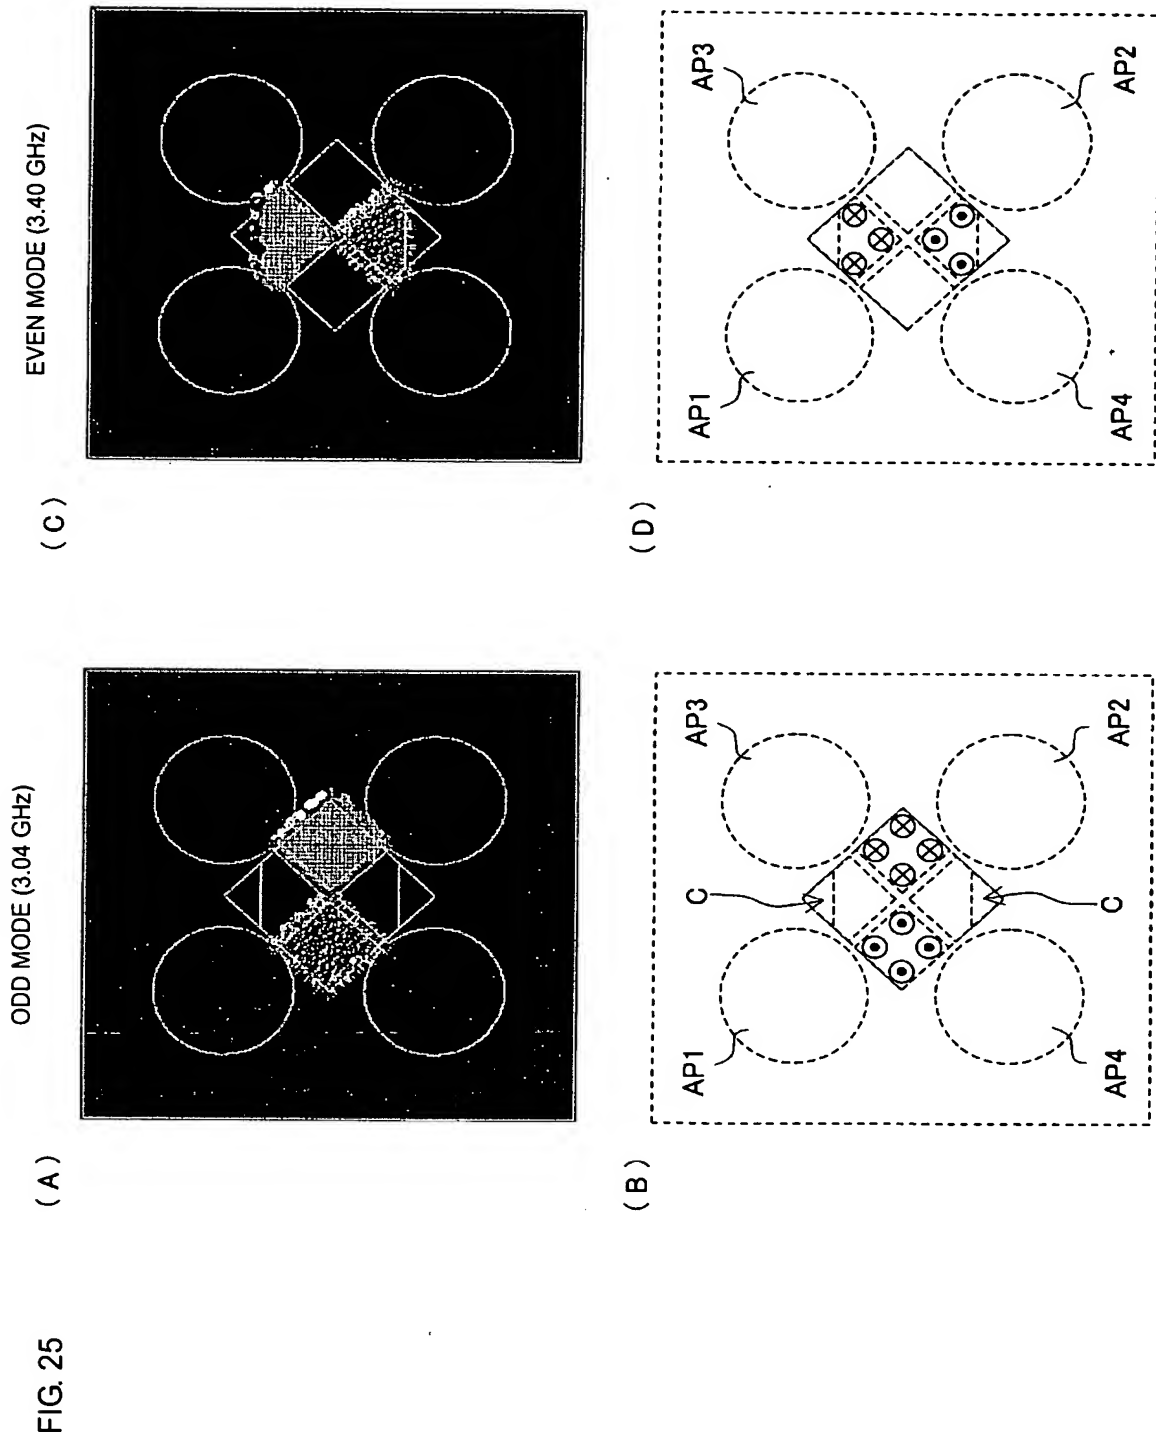 FIG. 25
ODD MODE (3.04 GHz)
EVEN MODE (3.40 GHz)
( A )
( C )
( B )
AP1
AP3
C
C
AP4
AP2
( D )
AP1
AP3
AP4
AP2